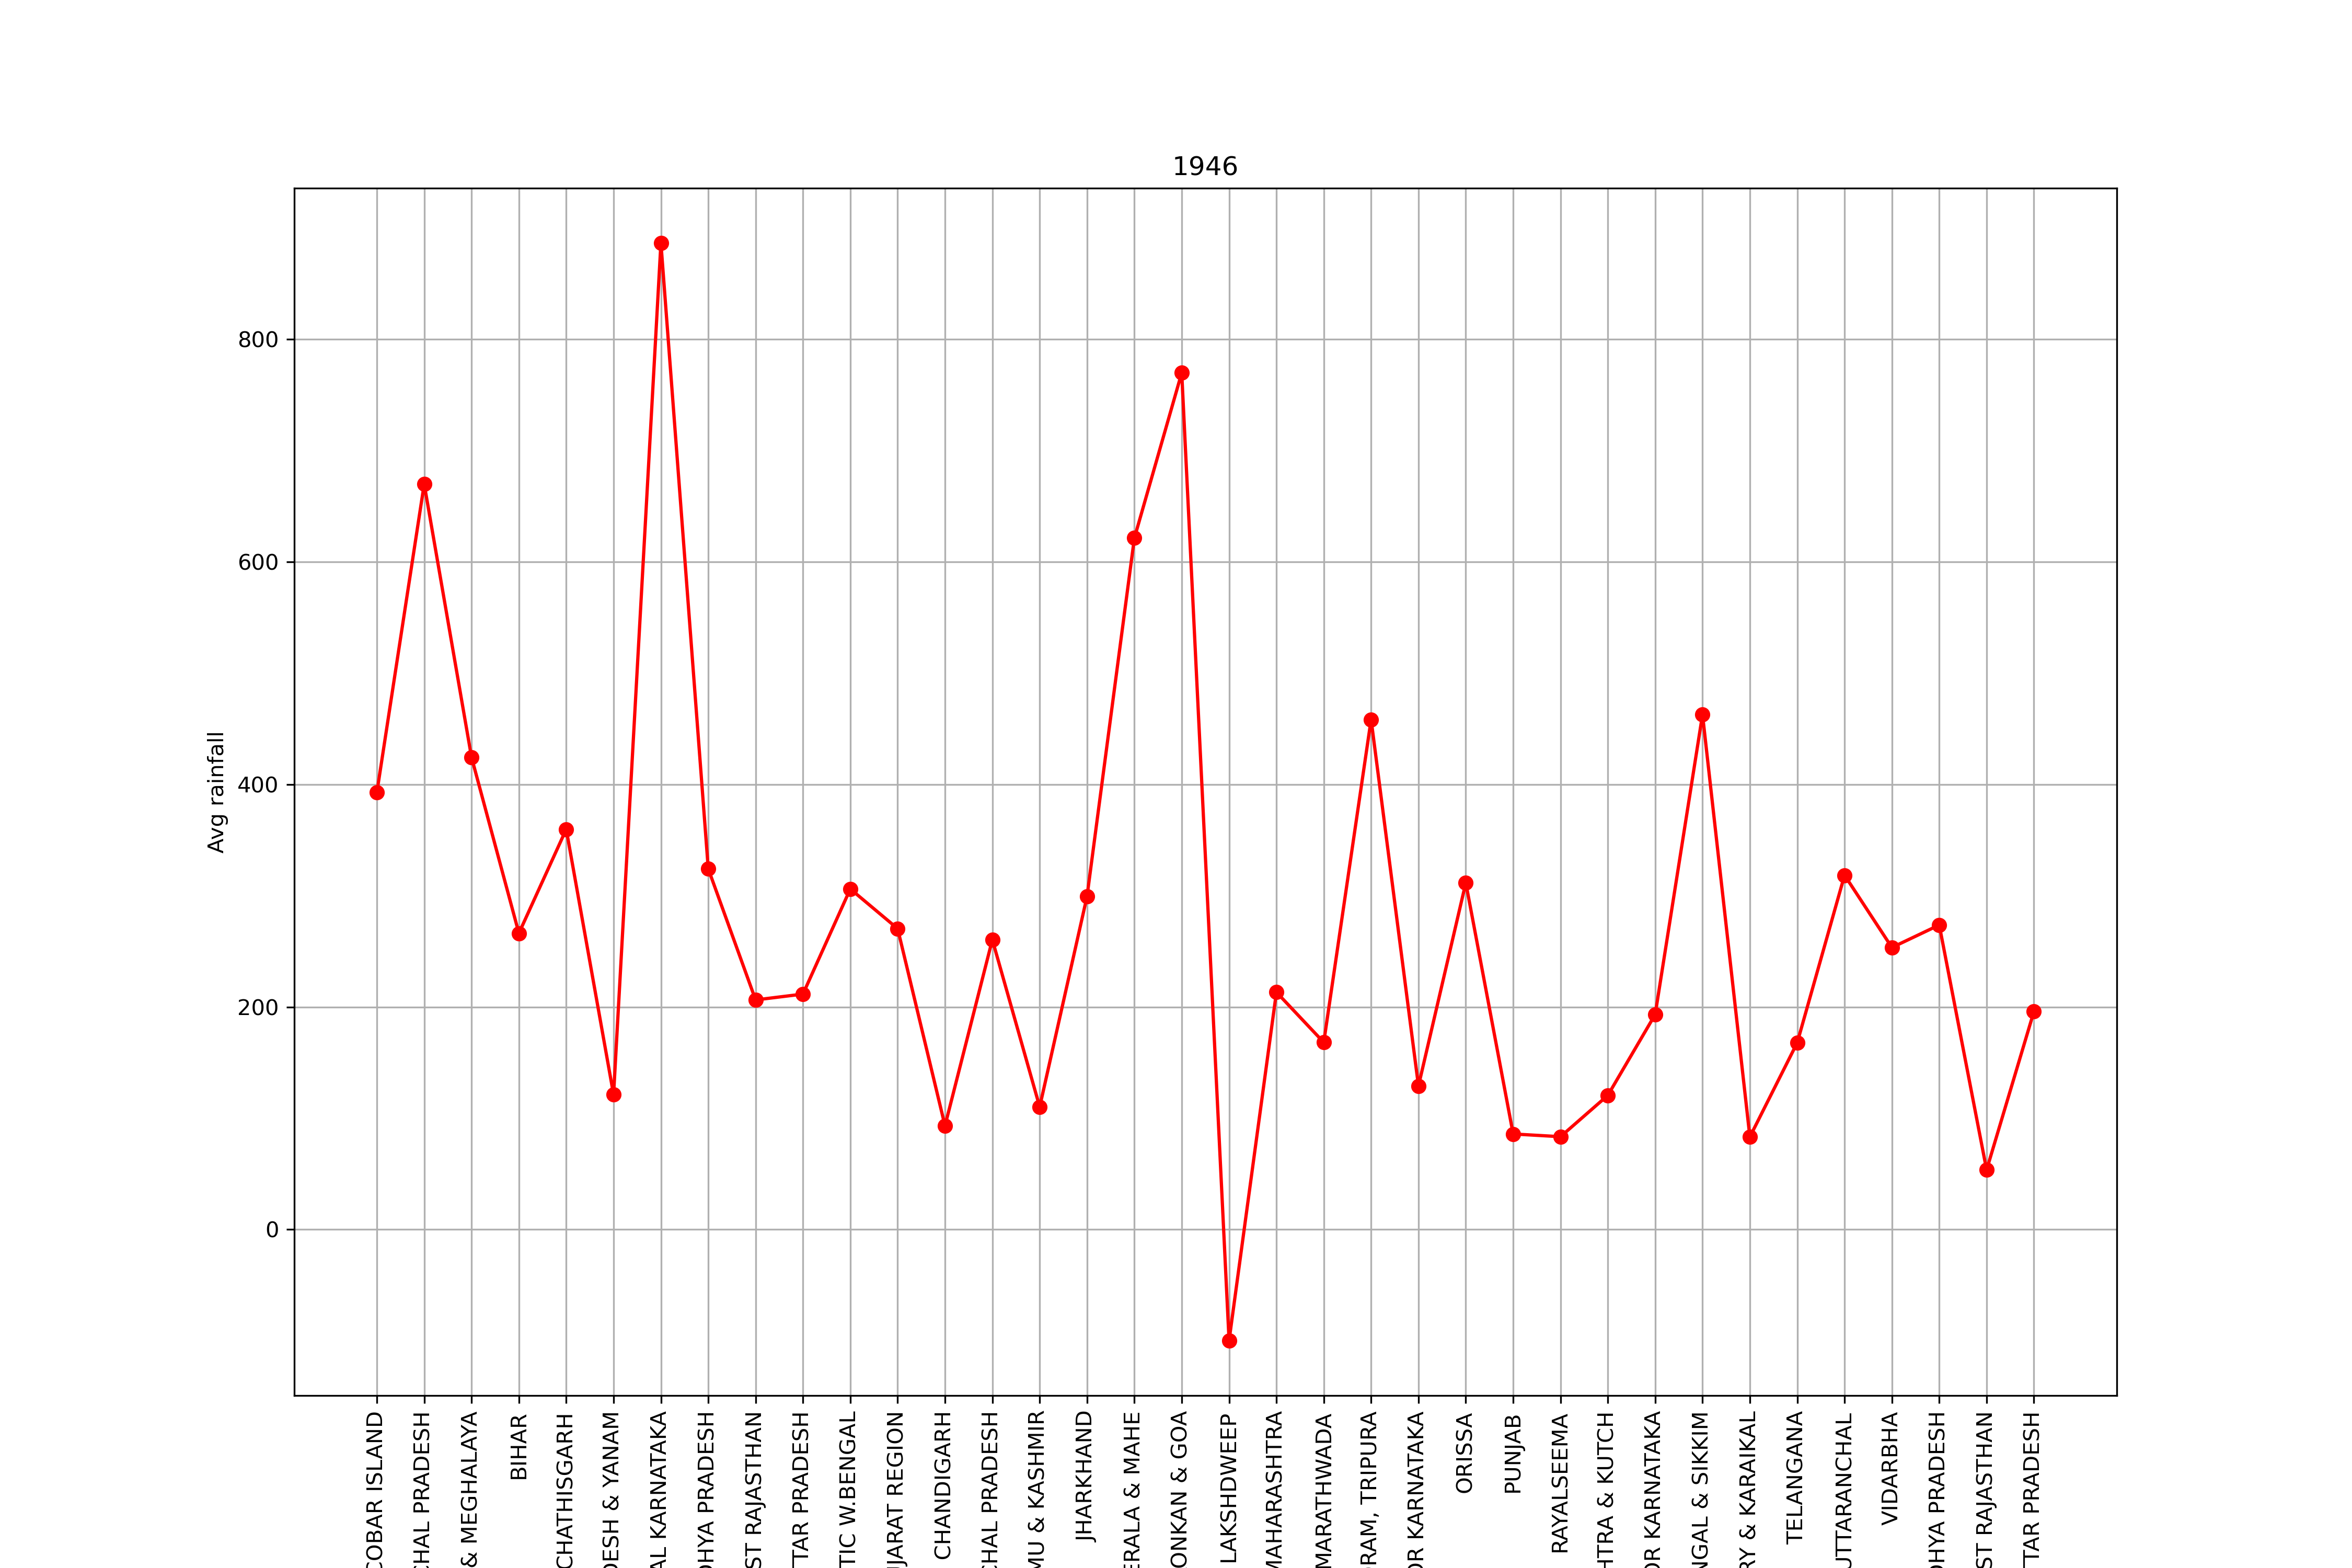 1946
Avg rainfall
800
600
400
200
0
COBAR ISLAND
CHAL PRADESH
& MEGHALAYA
BIHAR
CHATHISGARH
DESH & YANAM
AL KARNATAKA
DHYA PRADESH
ST RAJASTHAN
TTAR PRADESH
TIC W.BENGAL
JARAT REGION
CHANDIGARH
CHAL PRADESH
MU & KASHMIR
JHARKHAND
ERALA & MAHE
ONKAN & GOA
LAKSHDWEEP
MAHARASHTRA
MARATHWADA
RAM, TRIPURA
OR KARNATAKA
ORISSA
PUNJAB
RAYALSEEMA
HTRA & KUTCH
OR KARNATAKA
NGAL & SIKKIM
RY & KARAIKAL
TELANGANA
UTTARANCHAL
VIDARBHA
DHYA PRADESH
ST RAJASTHAN
TTAR PRADESH